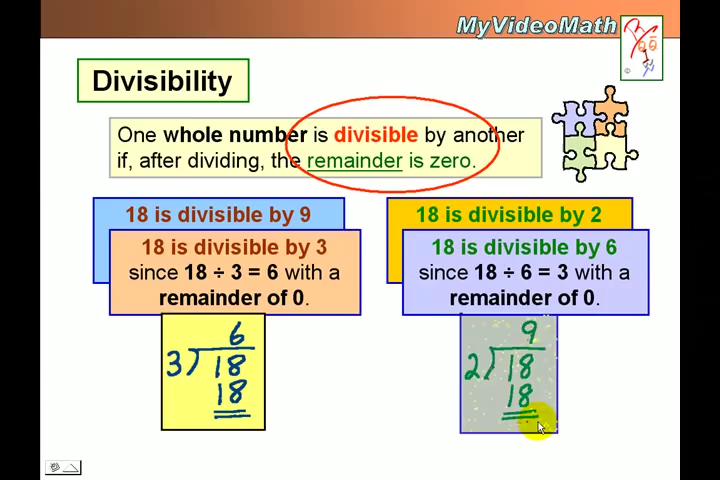 MyVideoMath
Divisibility
One whole number is divisible by another
if, after dividing, the remainder is zero.
18 is divisible by 9
18 is divisible by 3
since 18 ÷ 3 = 6 with a
remainder of 0.
18 is divisible by 2
18 is divisible by 6
since 18 ÷ 6 = 3 with a
remainder of 0.
6
3)18
18
9
2)18
18